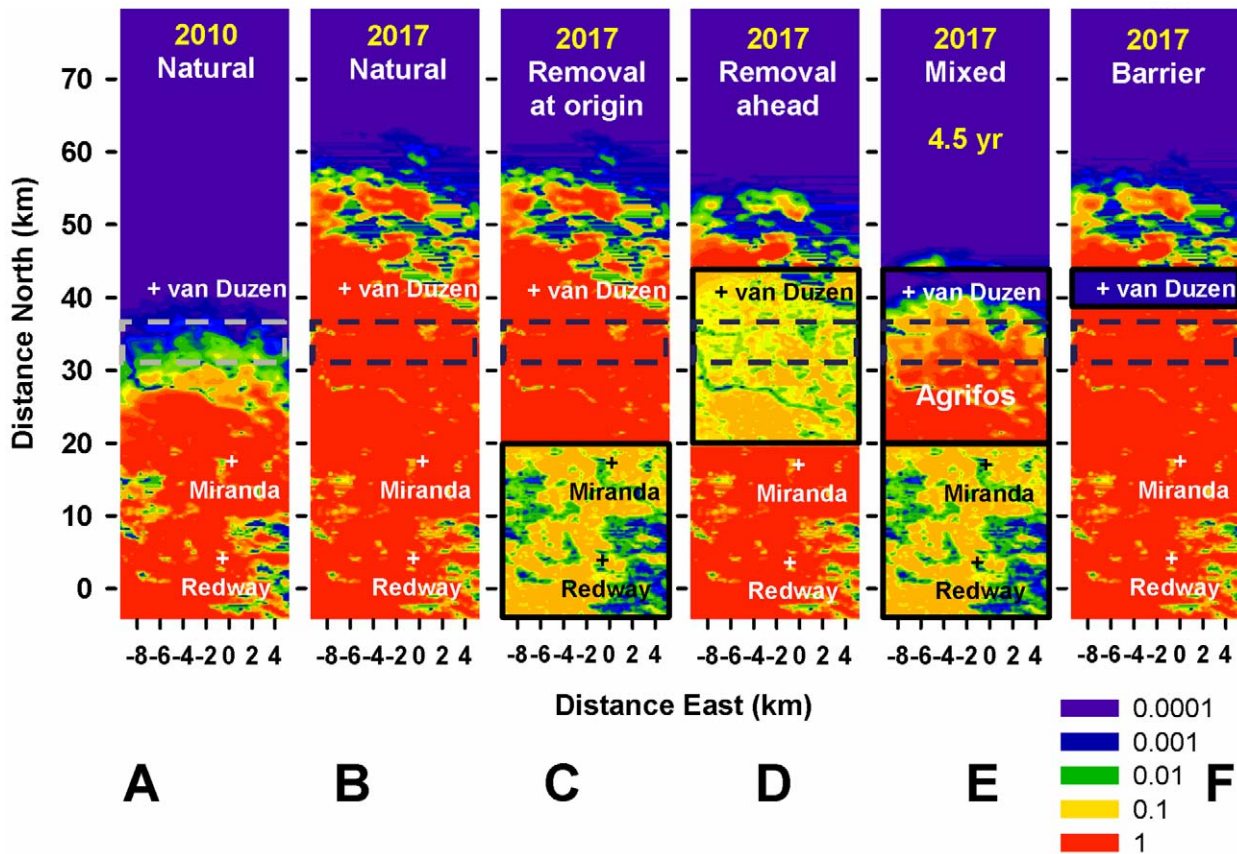 2010
Natural
2017
Natural
2017
Removal
at origin
2017
Removal
ahead
2017
Mixed
4.5 yr
2017
Barrier
Distance North (km)
70
60
50
40
30
20
10
0
+ van Duzen
+ van Duzen
+ van Duzen
+ van Duzen
+ van Duzen
+ van Duzen
Agrifos
+ + + + + +
Miranda Miranda Miranda Miranda Miranda Miranda
+ + + + + +
Redway Redway Redway Redway Redway Redway
-8 -6 -4 -2 0 2 4
-8 -6 -4 -2 0 2 4
-8 -6 -4 -2 0 2 4
-8 -6 -4 -2 0 2 4
-8 -6 -4 -2 0 2 4
-8 -6 -4 -2 0 2 4
Distance East (km)
0.0001
0.001
0.01
0.1
1
A B C D E F